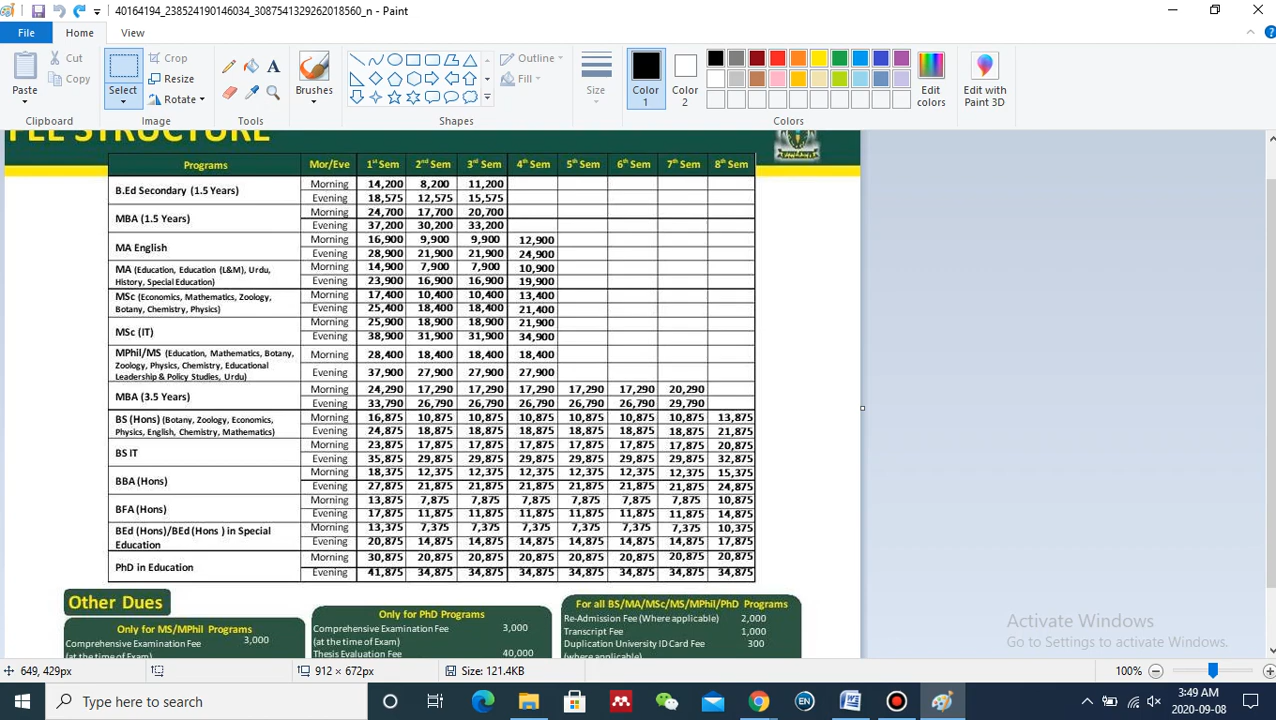 40164194_238524190146034_3087541329262018560_n - Paint
File Home View
Paste Cut Copy Select Crop Resize Rotate Brushes Outline Fill Size Color 1 Color 2 Edit colors Edit with Paint 3D
Clipboard Image Tools Shapes Colors
FEE STRUCTURE
Programs Mor/Eve 1st Sem 2nd Sem 3rd Sem 4th Sem 5th Sem 6th Sem 7th Sem 8th Sem
B.Ed Secondary (1.5 Years)
Morning 14,200 8,200 11,200
Evening 18,575 12,575 15,575
MBA (1.5 Years)
Morning 24,700 17,700 20,700
Evening 37,200 30,200 33,200
MA English
Morning 16,900 9,900 9,900 12,900
Evening 28,900 21,900 21,900 24,900
MA (Education, Education (L&M), Urdu,
History, Special Education)
Morning 14,900 7,900 7,900 10,900
Evening 23,900 16,900 16,900 19,900
MSc (Economics, Mathematics, Zoology,
Botany, Chemistry, Physics)
Morning 17,400 10,400 10,400 13,400
Evening 25,400 18,400 18,400 21,400
MSc (IT)
Morning 25,900 18,900 18,900 21,900
Evening 38,900 31,900 31,900 34,900
MPhil/MS (Education, Mathematics, Botany,
Zoology, Physics, Chemistry, Educational
Leadership & Policy Studies, Urdu)
Morning 28,400 18,400 18,400 18,400
Evening 37,900 27,900 27,900 27,900
MBA (3.5 Years)
Morning 24,290 17,290 17,290 17,290 17,290 17,290 20,290
Evening 33,790 26,790 26,790 26,790 26,790 26,790 29,790
BS (Hons) (Botany, Zoology, Economics,
Physics, English, Chemistry, Mathematics)
Morning 16,875 10,875 10,875 10,875 10,875 10,875 10,875 13,875
Evening 24,875 18,875 18,875 18,875 18,875 18,875 18,875 21,875
BS IT
Morning 23,875 17,875 17,875 17,875 17,875 17,875 17,875 20,875
Evening 35,875 29,875 29,875 29,875 29,875 29,875 29,875 32,875
BBA (Hons)
Morning 18,375 12,375 12,375 12,375 12,375 12,375 12,375 15,375
Evening 27,875 21,875 21,875 21,875 21,875 21,875 21,875 24,875
BFA (Hons)
Morning 13,875 7,875 7,875 7,875 7,875 7,875 7,875 10,875
Evening 17,875 11,875 11,875 11,875 11,875 11,875 11,875 14,875
BEd (Hons)/BEd (Hons ) in Special
Education
Morning 13,375 7,375 7,375 7,375 7,375 7,375 7,375 10,375
Evening 20,875 14,875 14,875 14,875 14,875 14,875 14,875 17,875
PhD in Education
Morning 30,875 20,875 20,875 20,875 20,875 20,875 20,875 20,875
Evening 41,875 34,875 34,875 34,875 34,875 34,875 34,875 34,875
Other Dues
Only for MS/MPhil Programs
Comprehensive Examination Fee 3,000
(at the time of Exam)
Only for PhD Programs
Comprehensive Examination Fee 3,000
(at the time of Exam)
Thesis Evaluation Fee 40,000
For all BS/MA/MSc/MS/MPhil/PhD Programs
Re-Admission Fee (Where applicable) 2,000
Transcript Fee 1,000
Duplication University ID Card Fee 300
(where applicable)
Activate Windows
Go to Settings to activate Windows.
649, 429px 912 × 672px Size: 121.4KB 100%
Type here to search
EN
3:49 AM
2020-09-08